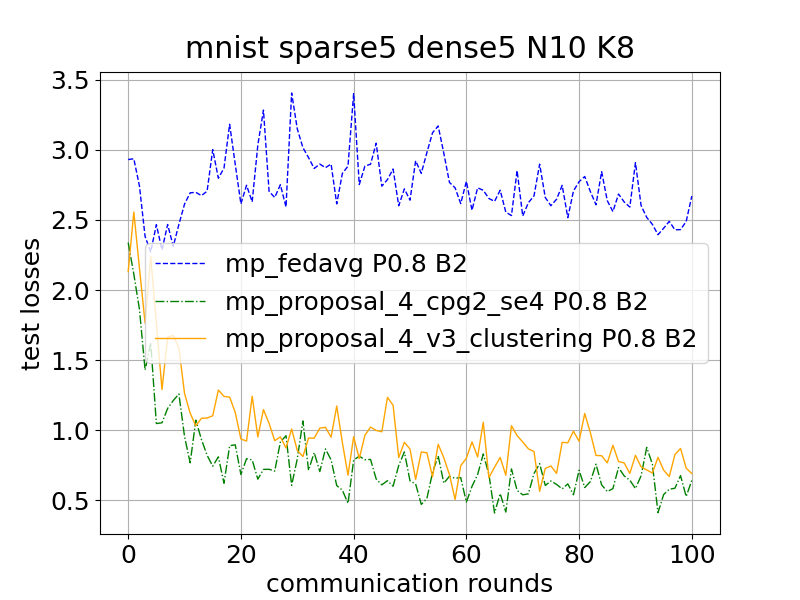 mnist sparse5 dense5 N10 K8
3.5
3.0
2.5
2.0
1.5
1.0
0.5
test losses
mp_fedavg P0.8 B2
mp_proposal_4_cpg2_se4 P0.8 B2
mp_proposal_4_v3_clustering P0.8 B2
0 20 40 60 80 100
communication rounds